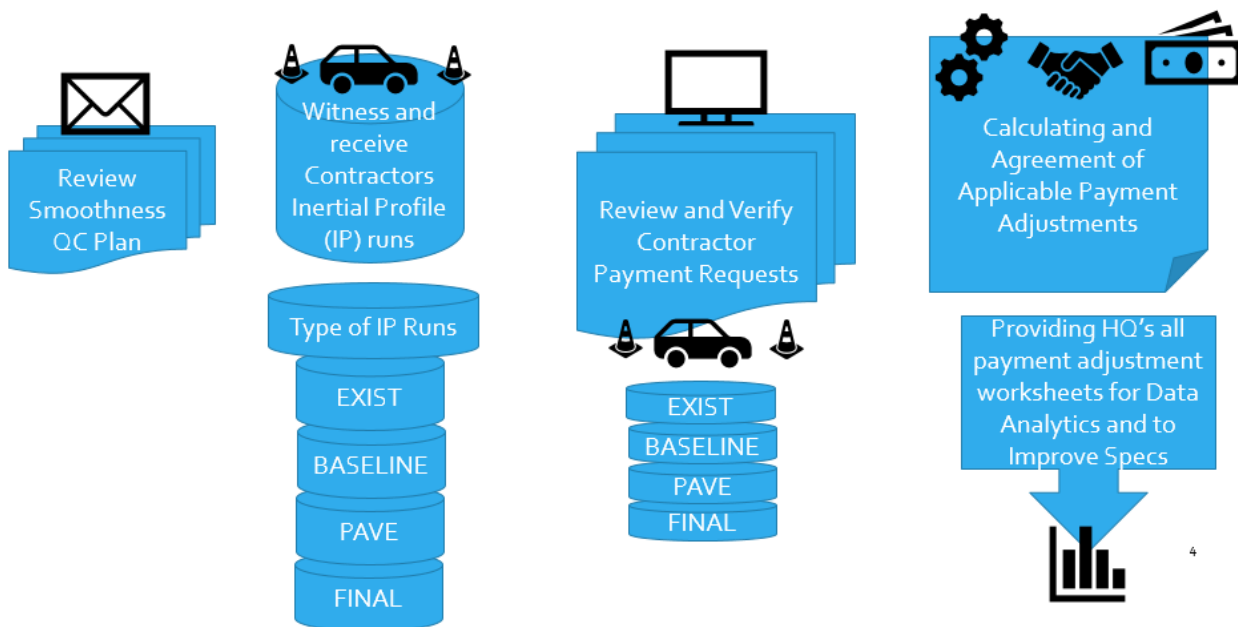 Review
Smoothness
QC Plan
Witness and
receive
Contractors
Inertial Profile
(IP) runs
Type of IP Runs
EXIST
BASELINE
PAVE
FINAL
Review and Verify
Contractor
Payment Requests
EXIST
BASELINE
PAVE
FINAL
Calculating and
Agreement of
Applicable Payment
Adjustments
Providing HQ's all
payment adjustment
worksheets for Data
Analytics and to
Improve Specs
4